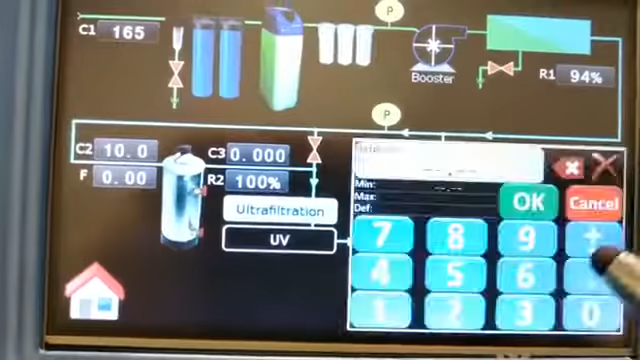 P
C1 165
Booster
R1 94%
P
C2 10.0
C3 0.000
F 0.00
R2 100%
Ultrafiltration
UV
Min:
Max:
Def:
OK
Cancel
7 8 9 +
4 5 6
1 2 3 0